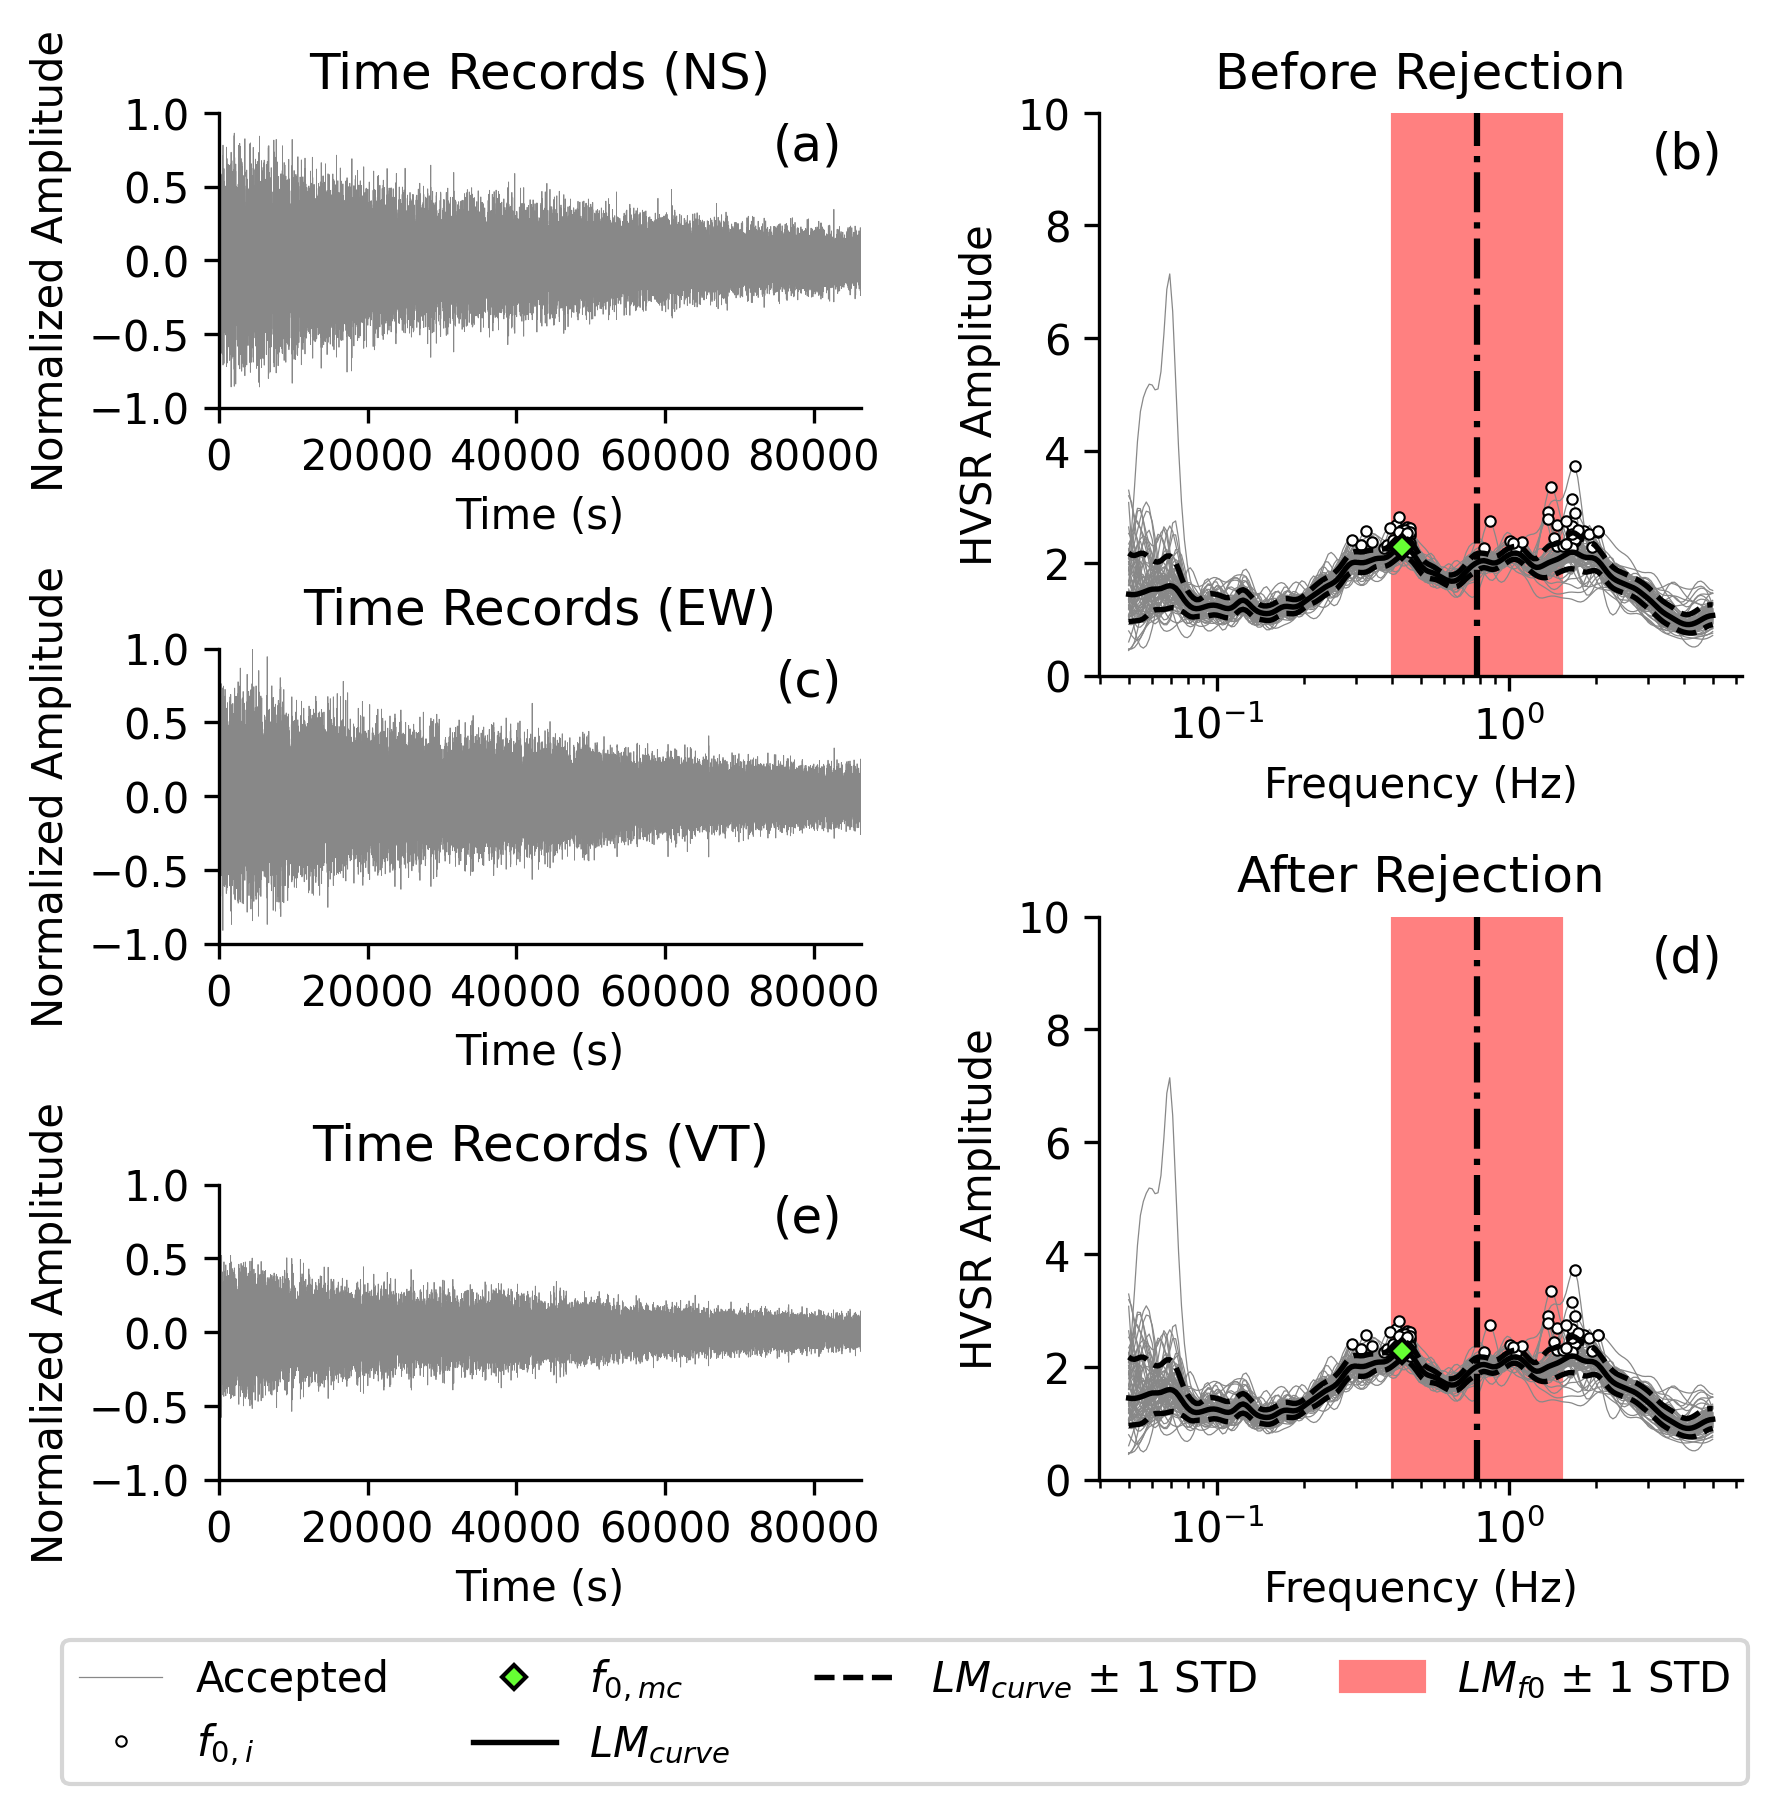 Time Records (NS)
(a)
1.0
0.5
0.0
−0.5
−1.0
Normalized Amplitude
0 20000 40000 60000 80000
Time (s)
Before Rejection
(b)
10
8
6
4
2
0
HVSR Amplitude
10⁻¹ 10⁰
Frequency (Hz)
Time Records (EW)
(c)
1.0
0.5
0.0
−0.5
−1.0
Normalized Amplitude
0 20000 40000 60000 80000
Time (s)
After Rejection
(d)
10
8
6
4
2
0
HVSR Amplitude
10⁻¹ 10⁰
Frequency (Hz)
Time Records (VT)
(e)
1.0
0.5
0.0
−0.5
−1.0
Normalized Amplitude
0 20000 40000 60000 80000
Time (s)
Accepted
f0,i
f0,mc
LMcurve
LMcurve ± 1 STD
LMf0 ± 1 STD